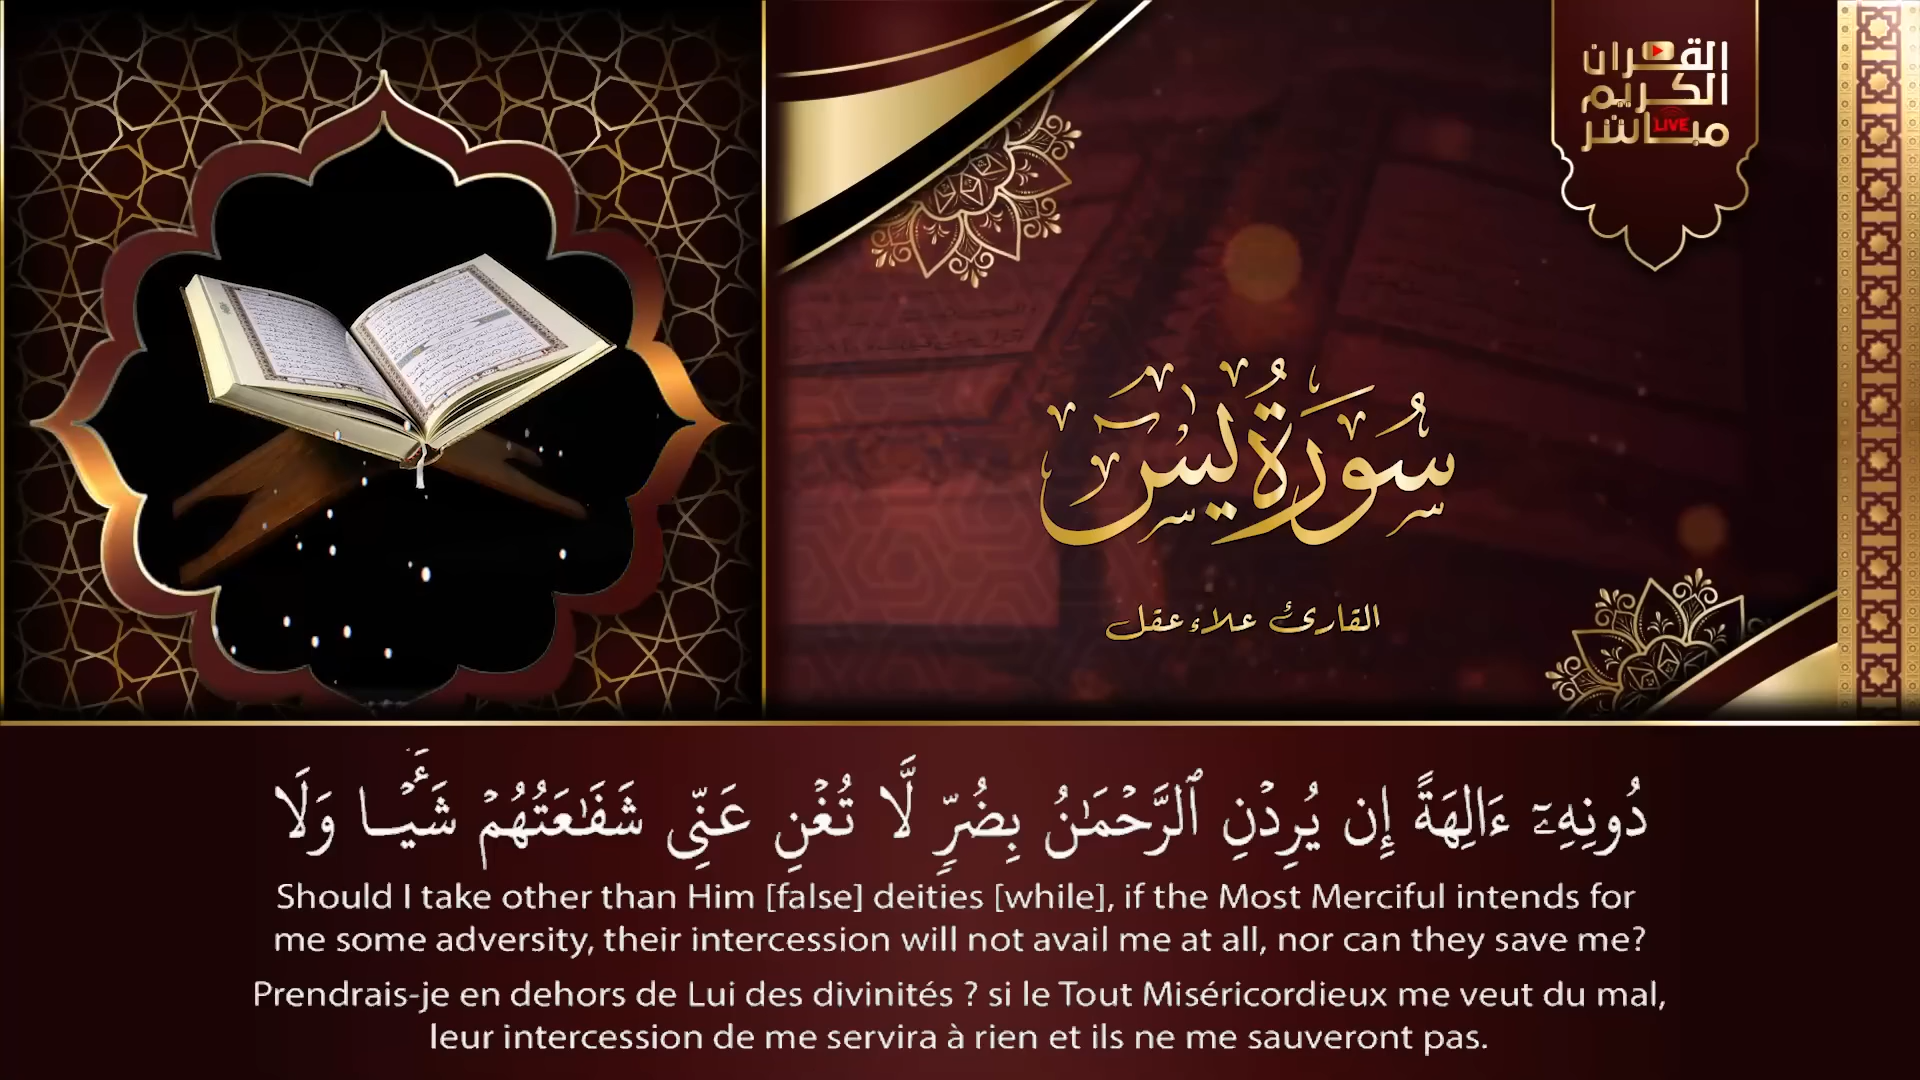 القرآن
الكريم
مباشر
LIVE
سُورَةُ يسٓ
القارئ علاء عقل
دُونِهِۦٓ ءَالِهَةً إِن يُرِدْنِ ٱلرَّحْمَٰنُ بِضُرٍّ لَّا تُغْنِ عَنِّى شَفَٰعَتُهُمْ شَيْـًٔا وَلَا
Should I take other than Him [false] deities [while], if the Most Merciful intends for
me some adversity, their intercession will not avail me at all, nor can they save me?
Prendrais-je en dehors de Lui des divinités ? si le Tout Miséricordieux me veut du mal,
leur intercession de me servira à rien et ils ne me sauveront pas.